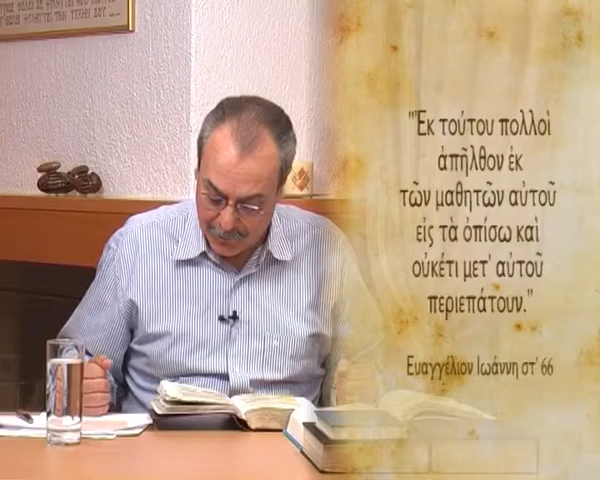 "Ἐκ τούτου πολλοὶ
ἀπῆλθον ἐκ
τῶν μαθητῶν αὐτοῦ
εἰς τὰ ὀπίσω καὶ
οὐκέτι μετ' αὐτοῦ
περιεπάτουν."
Ευαγγέλιον Ιωάννη στ' 66